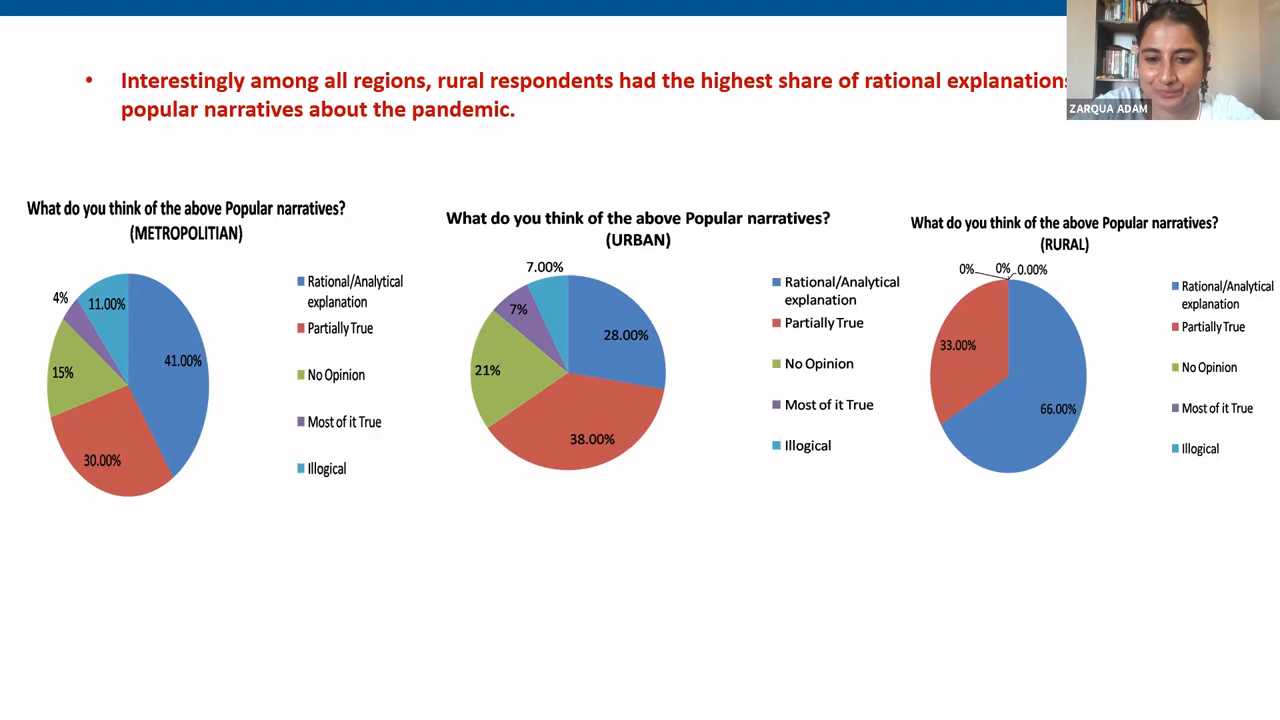 • Interestingly among all regions, rural respondents had the highest share of rational explanations
popular narratives about the pandemic.
ZARQUA ADAM
What do you think of the above Popular narratives?
(METROPOLITIAN)
4%
11.00%
15%
41.00%
30.00%
Rational/Analytical
explanation
Partially True
No Opinion
Most of it True
Illogical
What do you think of the above Popular narratives?
(URBAN)
7.00%
7%
28.00%
21%
38.00%
Rational/Analytical
explanation
Partially True
No Opinion
Most of it True
Illogical
What do you think of the above Popular narratives?
(RURAL)
0%
0%
0.00%
33.00%
66.00%
Rational/Analytical
explanation
Partially True
No Opinion
Most of it True
Illogical